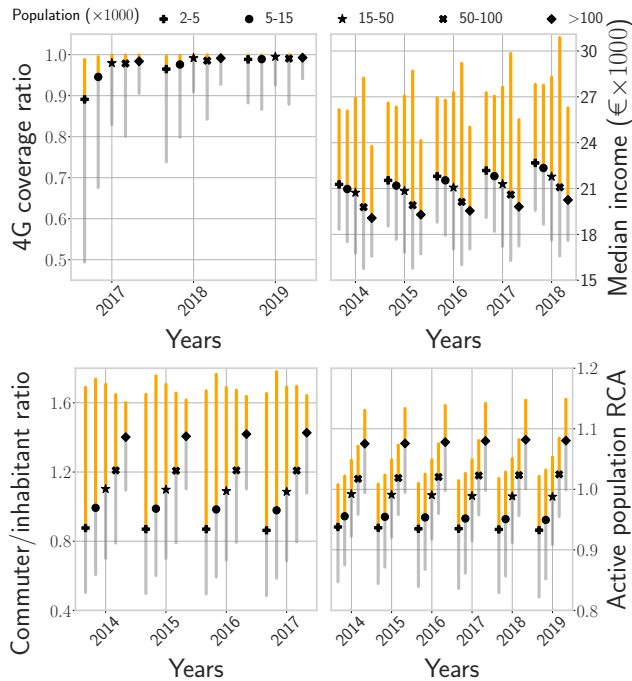 Population (×1000) 2-5 5-15 15-50 50-100 >100
4G coverage ratio
1.0
0.9
0.8
0.7
0.6
0.5
2017 2018 2019
Years
Median income (€×1000)
30
27
24
21
18
15
2014 2015 2016 2017 2018
Years
Commuter/inhabitant ratio
1.6
1.2
0.8
0.4
2014 2015 2016 2017
Years
Active population RCA
1.2
1.1
1.0
0.9
0.8
2014 2015 2016 2017 2018 2019
Years